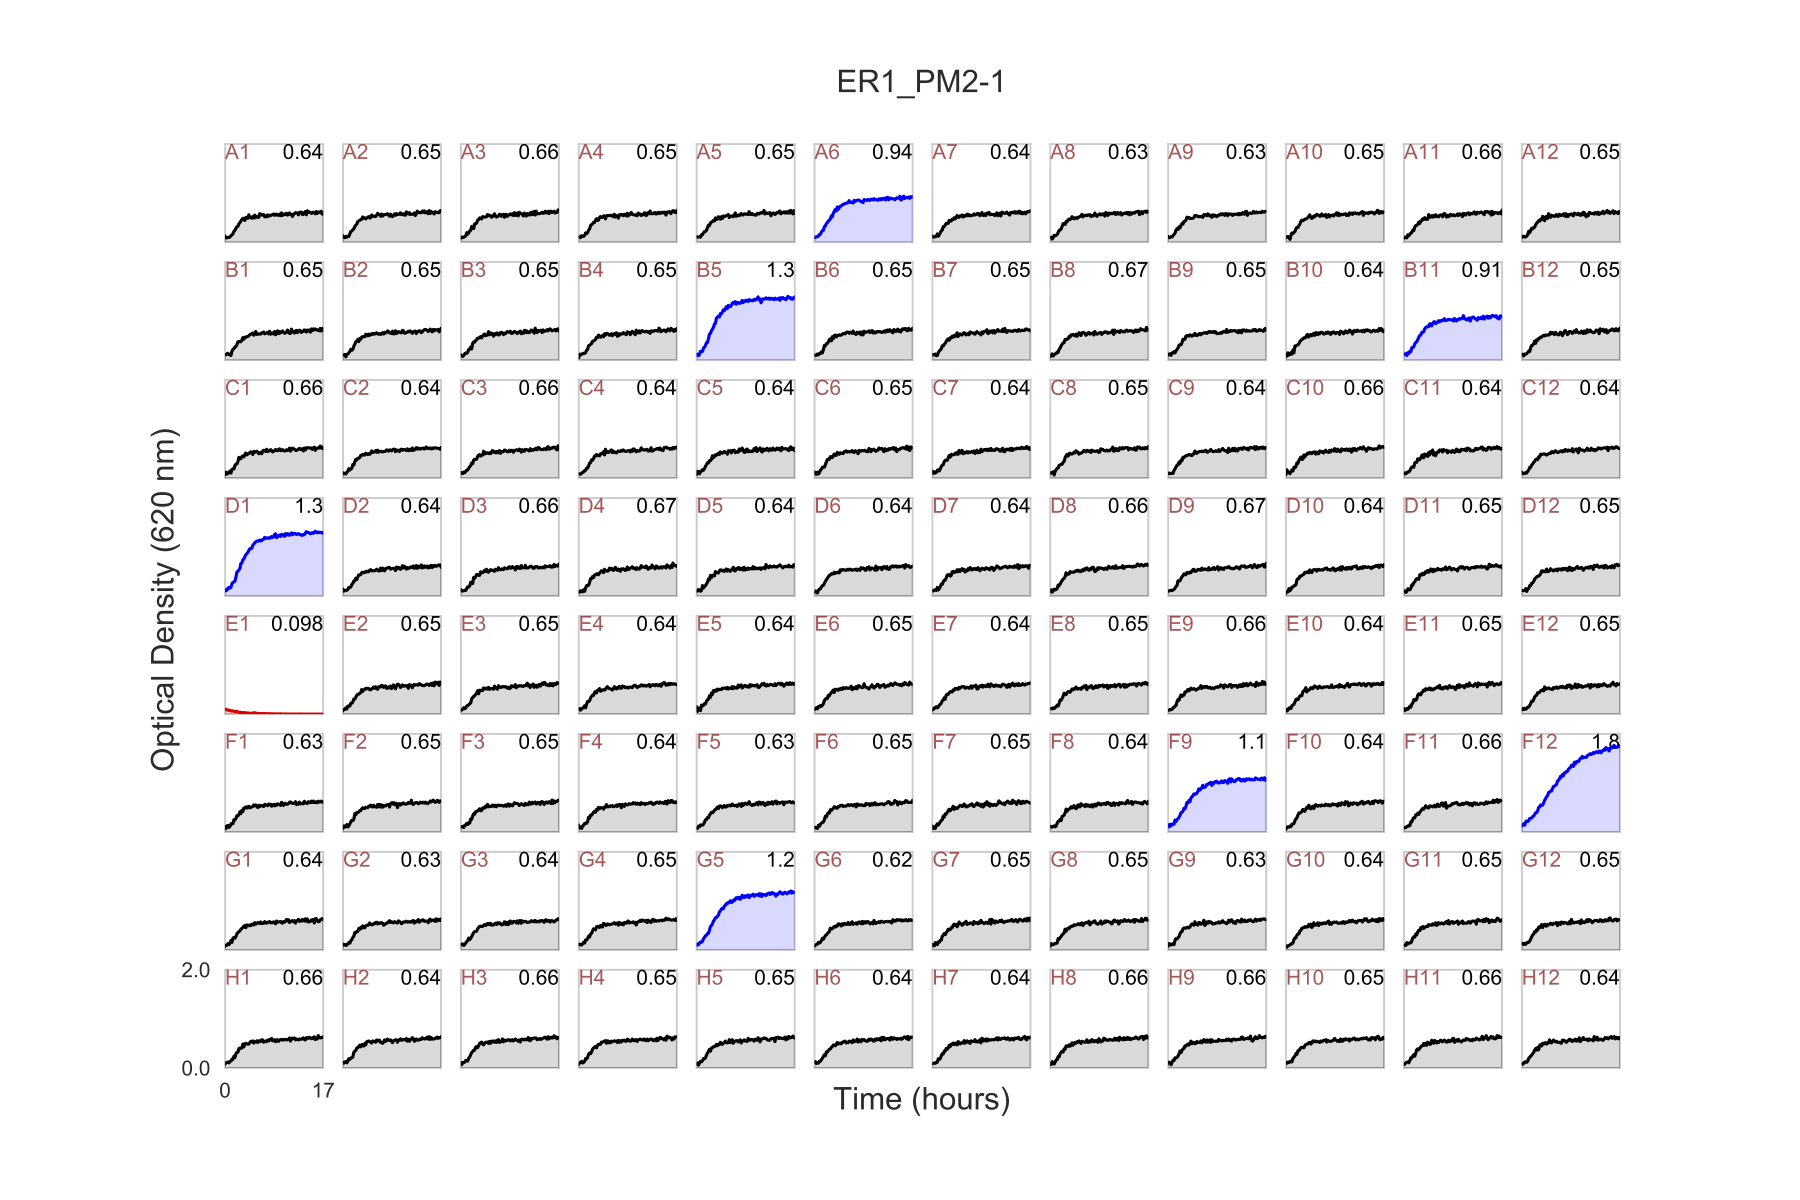 ER1_PM2-1
A1 0.64 A2 0.65 A3 0.66 A4 0.65 A5 0.65 A6 0.94 A7 0.64 A8 0.63 A9 0.63 A10 0.65 A11 0.66 A12 0.65
B1 0.65 B2 0.65 B3 0.65 B4 0.65 B5 1.3 B6 0.65 B7 0.65 B8 0.67 B9 0.65 B10 0.64 B11 0.91 B12 0.65
C1 0.66 C2 0.64 C3 0.66 C4 0.64 C5 0.64 C6 0.65 C7 0.64 C8 0.65 C9 0.64 C10 0.66 C11 0.64 C12 0.64
D1 1.3 D2 0.64 D3 0.66 D4 0.67 D5 0.64 D6 0.64 D7 0.64 D8 0.66 D9 0.67 D10 0.64 D11 0.65 D12 0.65
E1 0.098 E2 0.65 E3 0.65 E4 0.64 E5 0.64 E6 0.65 E7 0.64 E8 0.65 E9 0.66 E10 0.64 E11 0.65 E12 0.65
F1 0.63 F2 0.65 F3 0.65 F4 0.64 F5 0.63 F6 0.65 F7 0.65 F8 0.64 F9 1.1 F10 0.64 F11 0.66 F12 1.8
G1 0.64 G2 0.63 G3 0.64 G4 0.65 G5 1.2 G6 0.62 G7 0.65 G8 0.65 G9 0.63 G10 0.64 G11 0.65 G12 0.65
H1 0.66 H2 0.64 H3 0.66 H4 0.65 H5 0.65 H6 0.64 H7 0.64 H8 0.66 H9 0.66 H10 0.65 H11 0.66 H12 0.64
Optical Density (620 nm)
2.0
0.0
0 17
Time (hours)